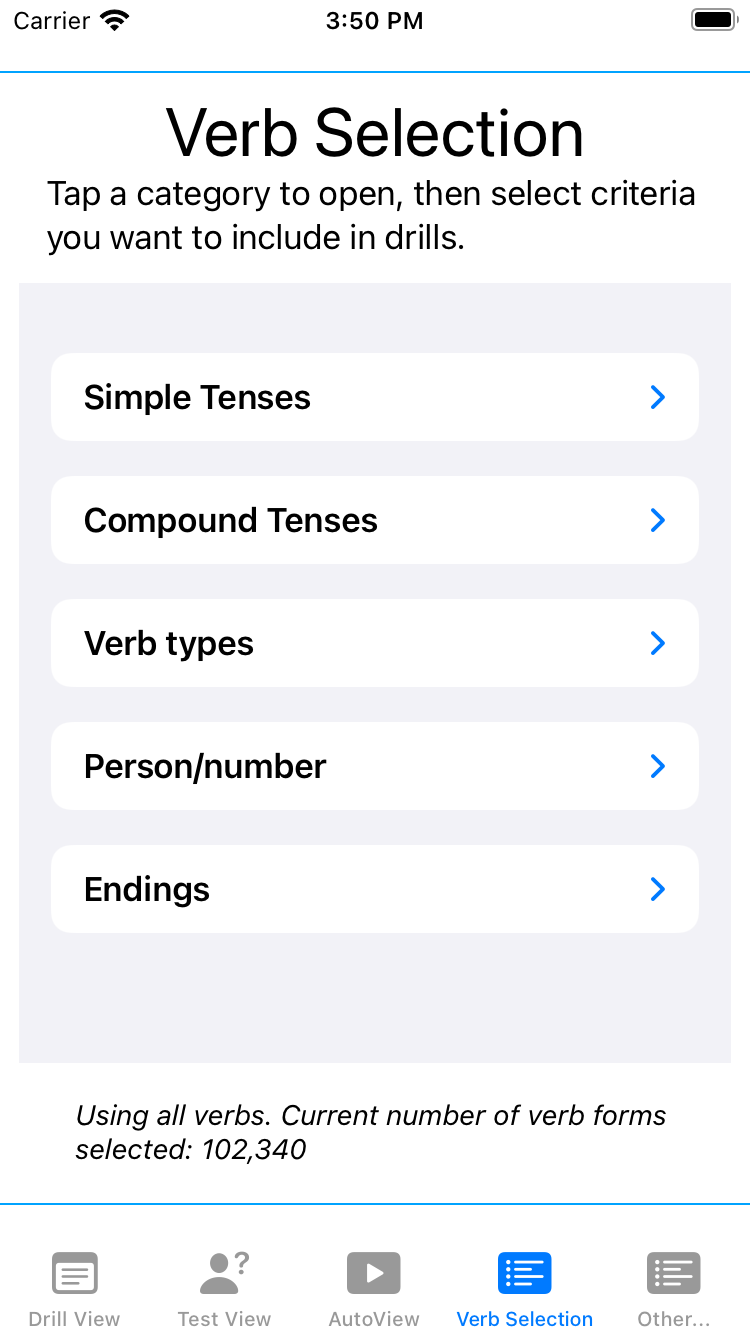 Carrier 3:50 PM
Verb Selection
Tap a category to open, then select criteria
you want to include in drills.
Simple Tenses
Compound Tenses
Verb types
Person/number
Endings
Using all verbs. Current number of verb forms
selected: 102,340
?
Drill View Test View AutoView Verb Selection Other...